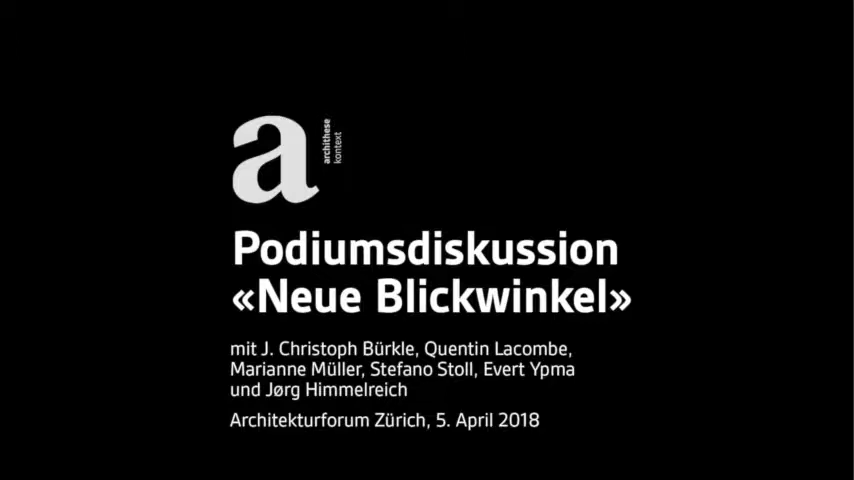 a
archithese
kontext
Podiumsdiskussion
«Neue Blickwinkel»
mit J. Christoph Bürkle, Quentin Lacombe,
Marianne Müller, Stefano Stoll, Evert Ypma
und Jørg Himmelreich
Architekturforum Zürich, 5. April 2018